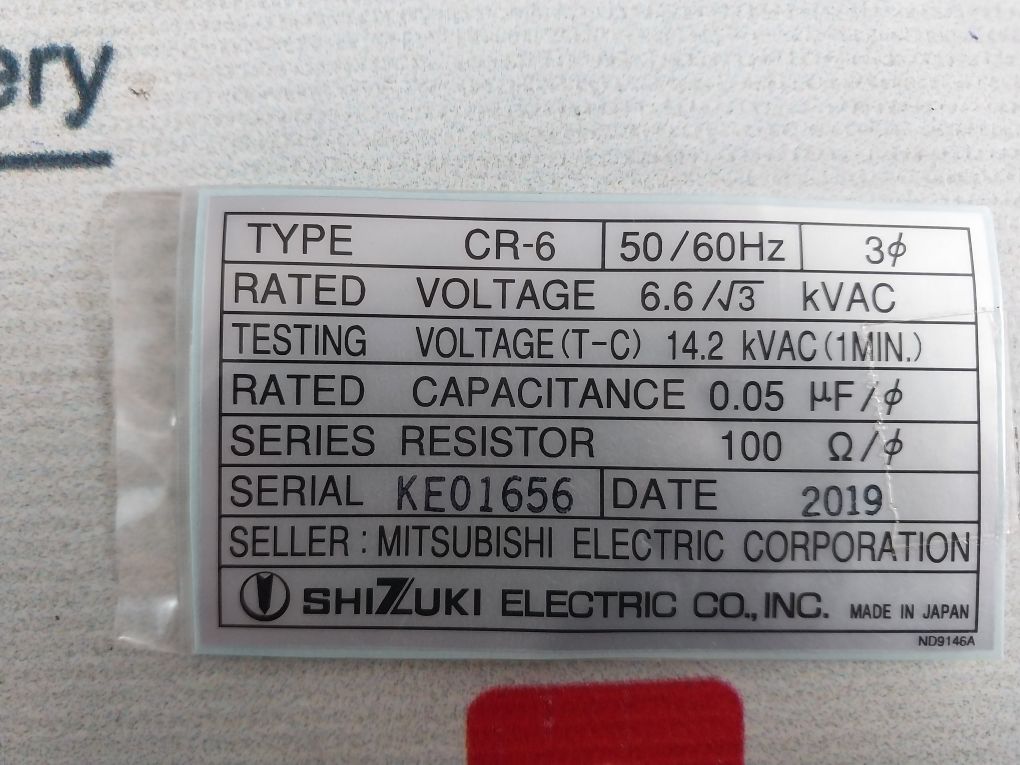 ery
TYPE CR-6 50/60Hz 3ϕ
RATED VOLTAGE 6.6/√3 kVAC
TESTING VOLTAGE(T-C) 14.2 kVAC(1MIN.)
RATED CAPACITANCE 0.05 μF/ϕ
SERIES RESISTOR 100 Ω/ϕ
SERIAL KE01656 DATE 2019
SELLER : MITSUBISHI ELECTRIC CORPORATION
SHIZUKI ELECTRIC CO., INC. MADE IN JAPAN
ND9146A